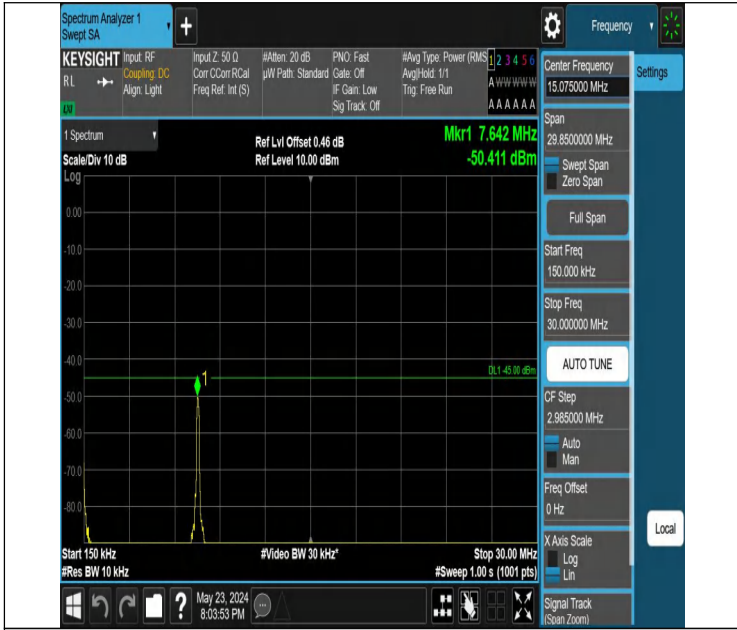 Spectrum Analyzer 1
Swept SA
+
Frequency
KEYSIGHT
RL
LXI
Input: RF
Coupling: DC
Align: Light
Input Z: 50 Ω
Corr CCorr RCal
Freq Ref: Int (S)
#Atten: 20 dB
µW Path: Standard
PNO: Fast
Gate: Off
IF Gain: Low
Sig Track: Off
#Avg Type: Power (RMS
Avg|Hold: 1/1
Trig: Free Run
1 2 3 4 5 6
A W W W W W
A A A A A A
1 Spectrum
Scale/Div 10 dB
Log
Ref Lvl Offset 0.46 dB
Ref Level 10.00 dBm
Mkr1 7.642 MHz
-50.411 dBm
0.00
-10.0
-20.0
-30.0
-40.0
-50.0
-60.0
-70.0
-80.0
1
DL1 -45.00 dBm
Start 150 kHz
#Res BW 10 kHz
#Video BW 30 kHz*
Stop 30.00 MHz
#Sweep 1.00 s (1001 pts)
Center Frequency
15.075000 MHz
Settings
Span
29.8500000 MHz
Swept Span
Zero Span
Full Span
Start Freq
150.000 kHz
Stop Freq
30.000000 MHz
AUTO TUNE
CF Step
2.985000 MHz
Auto
Man
Freq Offset
0 Hz
X Axis Scale
Log
Lin
Signal Track
(Span Zoom)
Local
?
May 23, 2024
8:03:53 PM